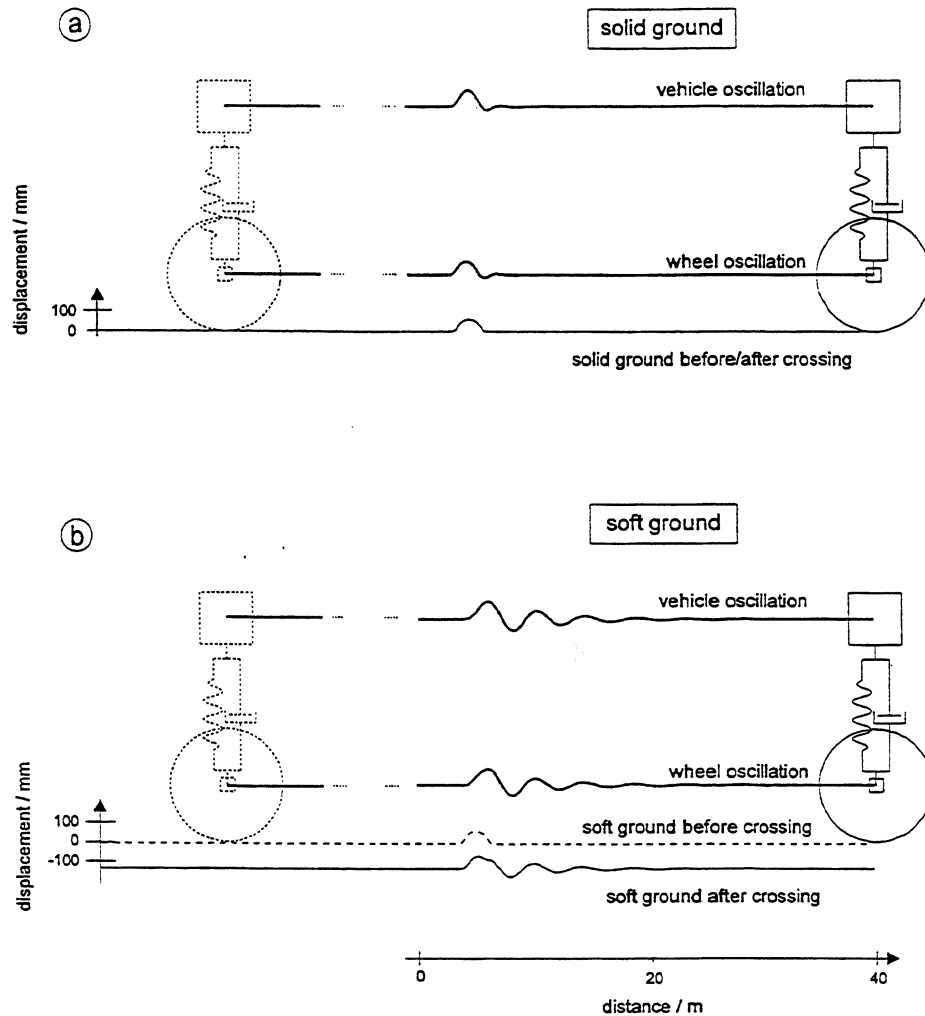 a
solid ground
vehicle oscillation
wheel oscillation
displacement / mm
100
0
solid ground before/after crossing
b
soft ground
vehicle oscillation
wheel oscillation
displacement / mm
100
0
-100
soft ground before crossing
soft ground after crossing
0
20
40
distance / m